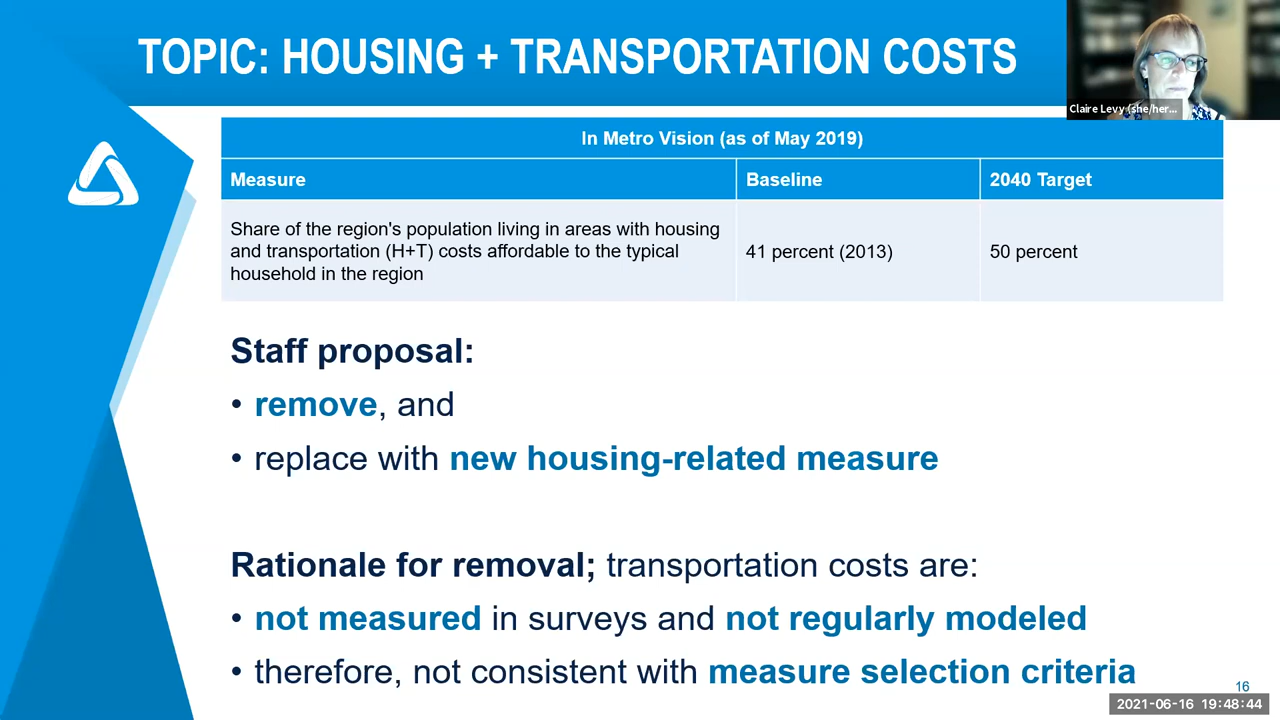 TOPIC: HOUSING + TRANSPORTATION COSTS
Claire Levy (she/her...
In Metro Vision (as of May 2019)
Measure Baseline 2040 Target
Share of the region's population living in areas with housing
and transportation (H+T) costs affordable to the typical
household in the region
41 percent (2013) 50 percent
Staff proposal:
• remove, and
• replace with new housing-related measure
Rationale for removal; transportation costs are:
• not measured in surveys and not regularly modeled
• therefore, not consistent with measure selection criteria
16
2021-06-16 19:48:44